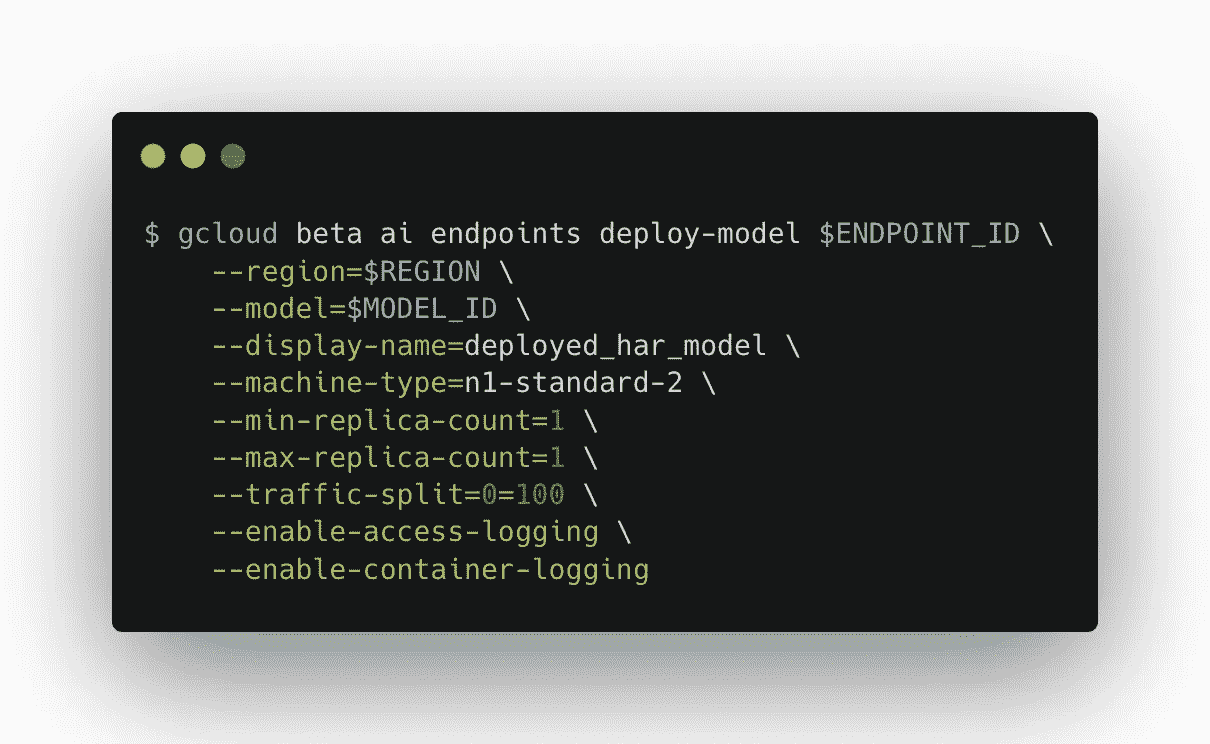 $ gcloud beta ai endpoints deploy-model $ENDPOINT_ID \
--region=$REGION \
--model=$MODEL_ID \
--display-name=deployed_har_model \
--machine-type=n1-standard-2 \
--min-replica-count=1 \
--max-replica-count=1 \
--traffic-split=0=100 \
--enable-access-logging \
--enable-container-logging